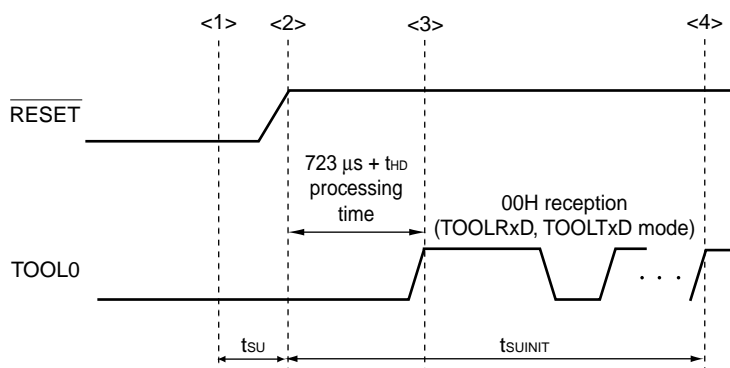 <1> <2> <3> <4>
RESET
723 μs + tHD
processing
time
00H reception
(TOOLRxD, TOOLTxD mode)
TOOL0
. . .
tSU
tSUINIT